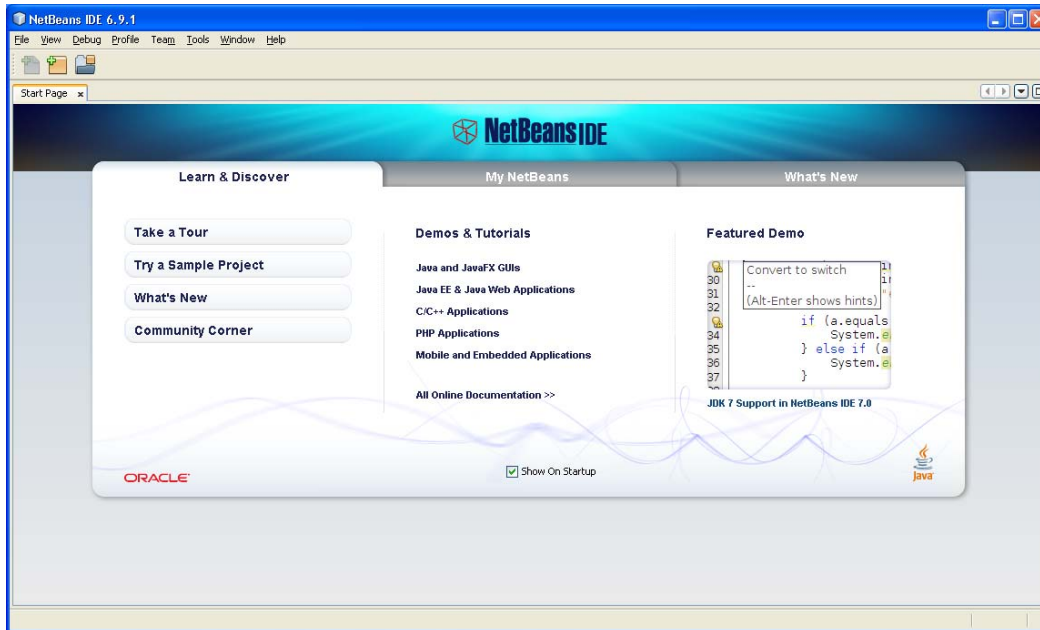 NetBeans IDE 6.9.1
File View Debug Profile Team Tools Window Help
Start Page
NetBeans IDE
Learn & Discover
My NetBeans
What's New
Take a Tour
Try a Sample Project
What's New
Community Corner
Demos & Tutorials
Java and JavaFX GUIs
Java EE & Java Web Applications
C/C++ Applications
PHP Applications
Mobile and Embedded Applications
All Online Documentation >>
Featured Demo
Convert to switch
--
(Alt-Enter shows hints)
30
31
32
if (a.equals
34 System.e
35 } else if (a
36 System.e
37 }
JDK 7 Support in NetBeans IDE 7.0
ORACLE
Show On Startup
Java